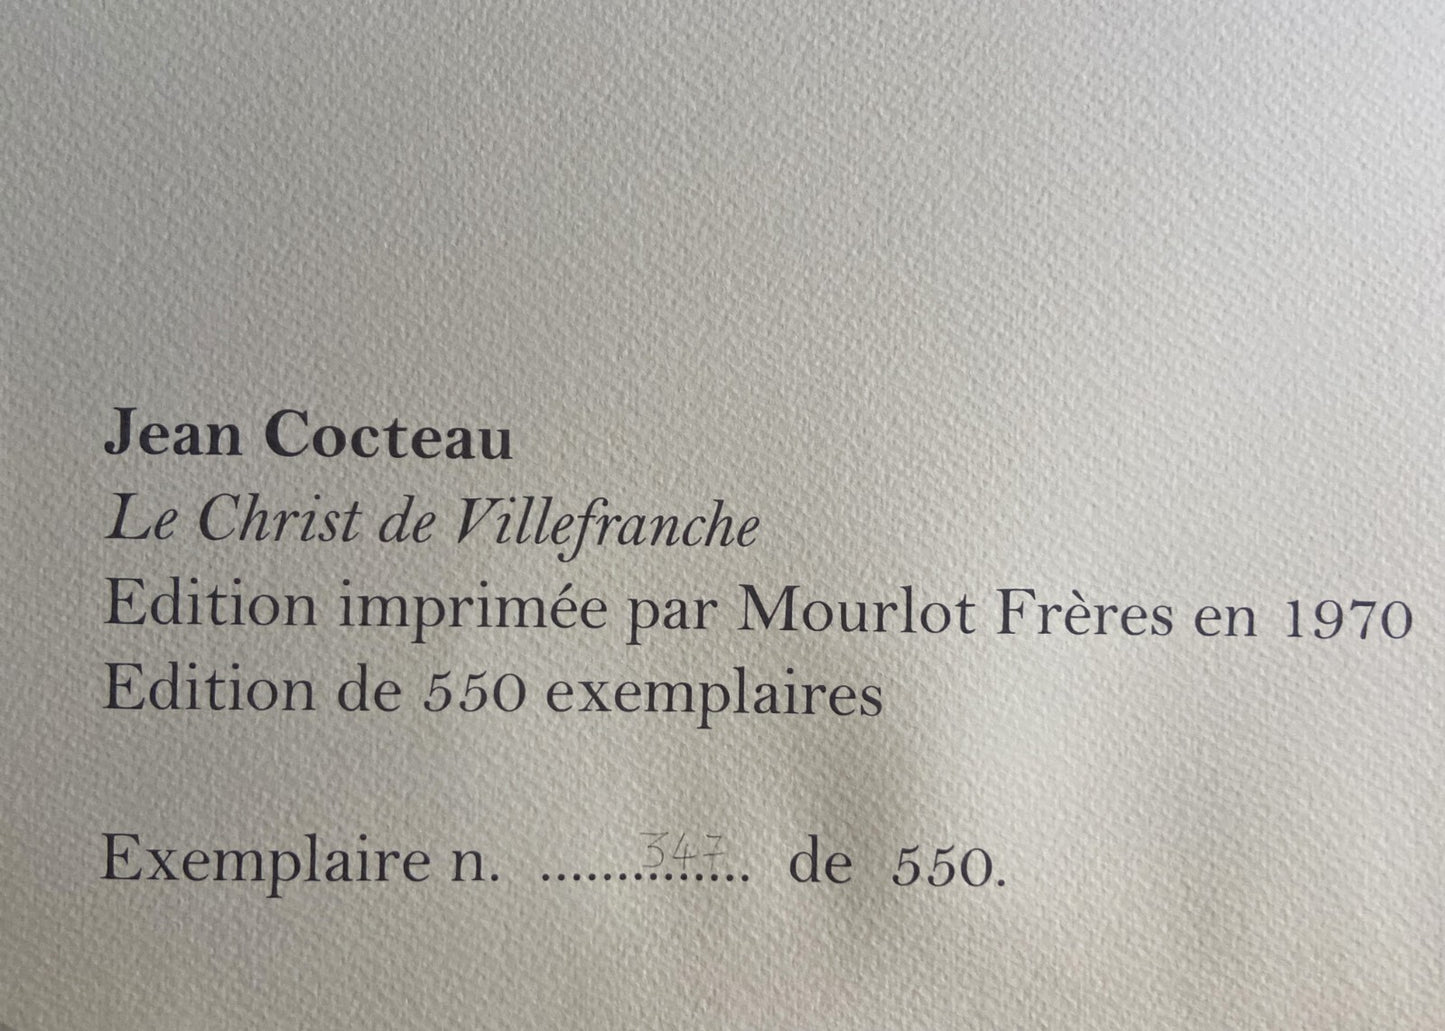 Jean Cocteau
Le Christ de Villefranche
Edition imprimée par Mourlot Frères en 1970
Edition de 550 exemplaires
Exemplaire n. ......347...... de 550.